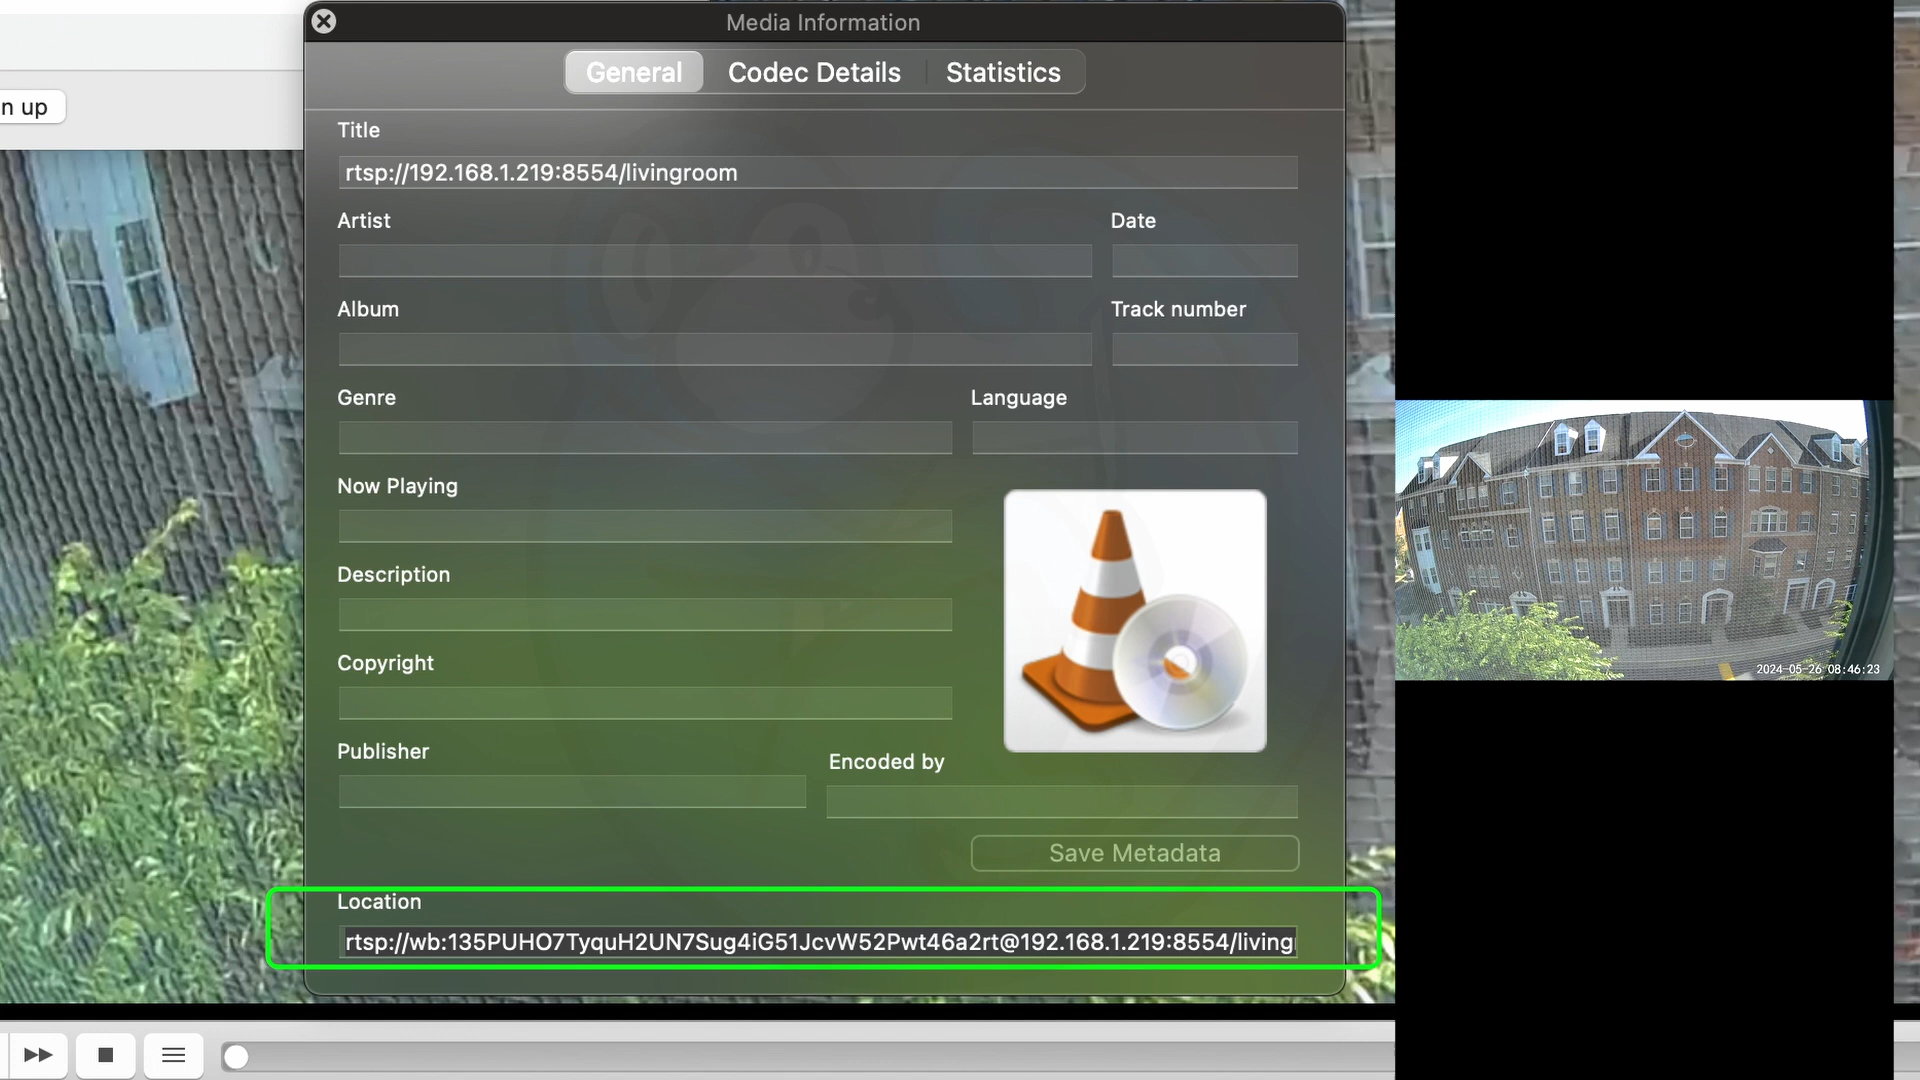 Media Information
General Codec Details Statistics
n up
Title
rtsp://192.168.1.219:8554/livingroom
Artist Date
Album Track number
Genre Language
Now Playing
Description
Copyright
2024-05-26 08:46:23
Publisher
Encoded by
Save Metadata
Location
rtsp://wb:135PUHO7TyquH2UN7Sug4iG51JcvW52Pwt46a2rt@192.168.1.219:8554/living